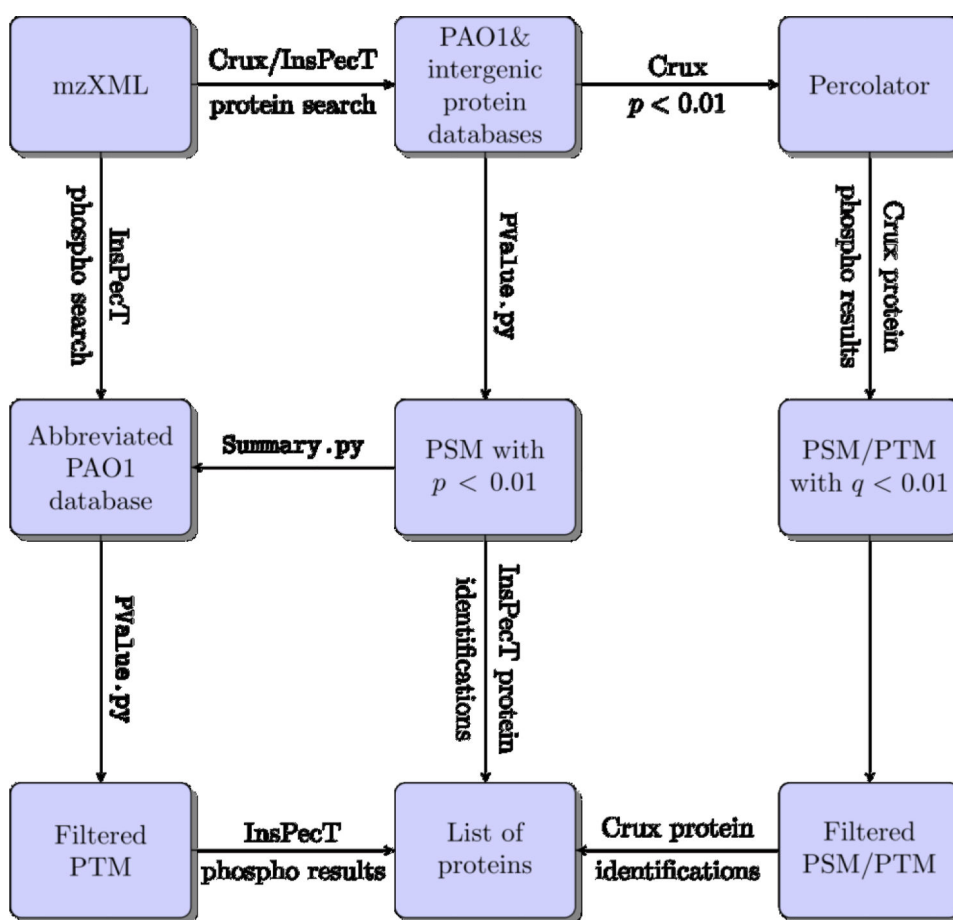 mzXML
Crux/InsPecT
protein search
PAO1&
intergenic
protein
databases
Crux
p < 0.01
Percolator
InsPecT
phospho search
PValue.py
Crux protein
phospho results
Abbreviated
PAO1
database
Summary.py
PSM with
p < 0.01
PSM/PTM
with q < 0.01
PValue.py
InsPecT protein
identifications
Filtered
PTM
InsPecT
phospho results
List of
proteins
Crux protein
identifications
Filtered
PSM/PTM